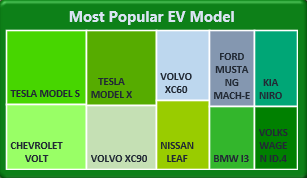 Most Popular EV Model
TESLA MODEL S
TESLA
MODEL X
VOLVO
XC60
FORD
MUSTA
NG
MACH-E
KIA
NIRO
CHEVROLET
VOLT
VOLVO XC90
NISSAN
LEAF
BMW I3
VOLKS
WAGE
N ID.4